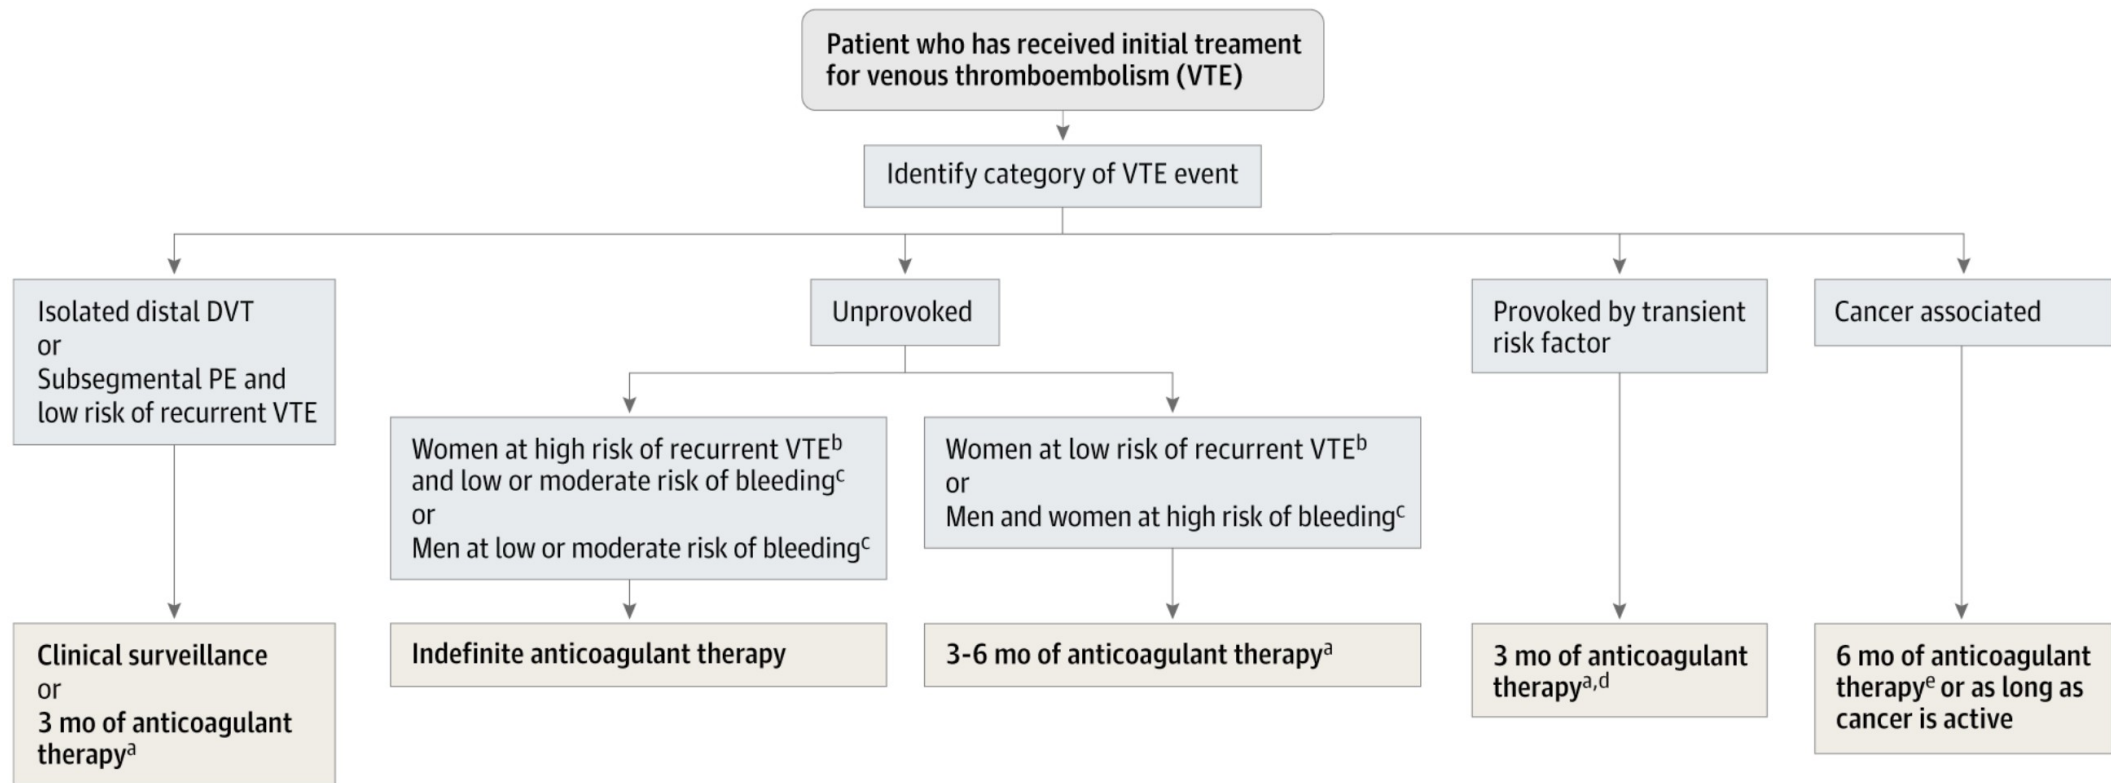 Patient who has received initial treament
for venous thromboembolism (VTE)
Identify category of VTE event
Isolated distal DVT
or
Subsegmental PE and
low risk of recurrent VTE
Unprovoked
Provoked by transient
risk factor
Cancer associated
Women at high risk of recurrent VTEᵇ
and low or moderate risk of bleedingᶜ
or
Men at low or moderate risk of bleedingᶜ
Women at low risk of recurrent VTEᵇ
or
Men and women at high risk of bleedingᶜ
Clinical surveillance
or
3 mo of anticoagulant
therapyᵃ
Indefinite anticoagulant therapy
3-6 mo of anticoagulant therapyᵃ
3 mo of anticoagulant
therapyᵃ,ᵈ
6 mo of anticoagulant
therapyᵉ or as long as
cancer is active